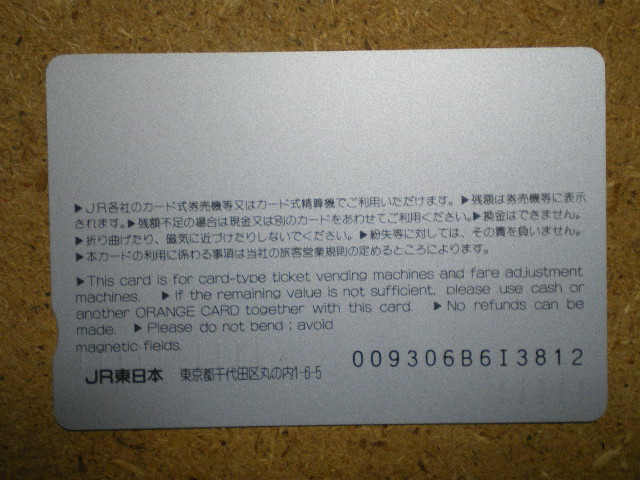 ▶JR各社のカード式券売機等又はカード式精算機でご利用いただけます。▶残額は券売機等に表示
されます。▶残額不足の場合は現金又は別のカードをあわせてご利用ください。▶換金はできません。
▶折り曲げたり、磁気に近づけたりしないでください。▶紛失等に対しては、その責を負いません。
▶本カードの利用に係わる事項は当社の旅客営業規則の定めるところによります。
▶This card is for card-type ticket vending machines and fare adjustment
machines. ▶If the remaining value is not sufficient, please use cash or
another ORANGE CARD together with this card. ▶No refunds can be
made. ▶Please do not bend; avoid
magnetic fields.
009306B6I3812
JR東日本 東京都千代田区丸の内1-6-5